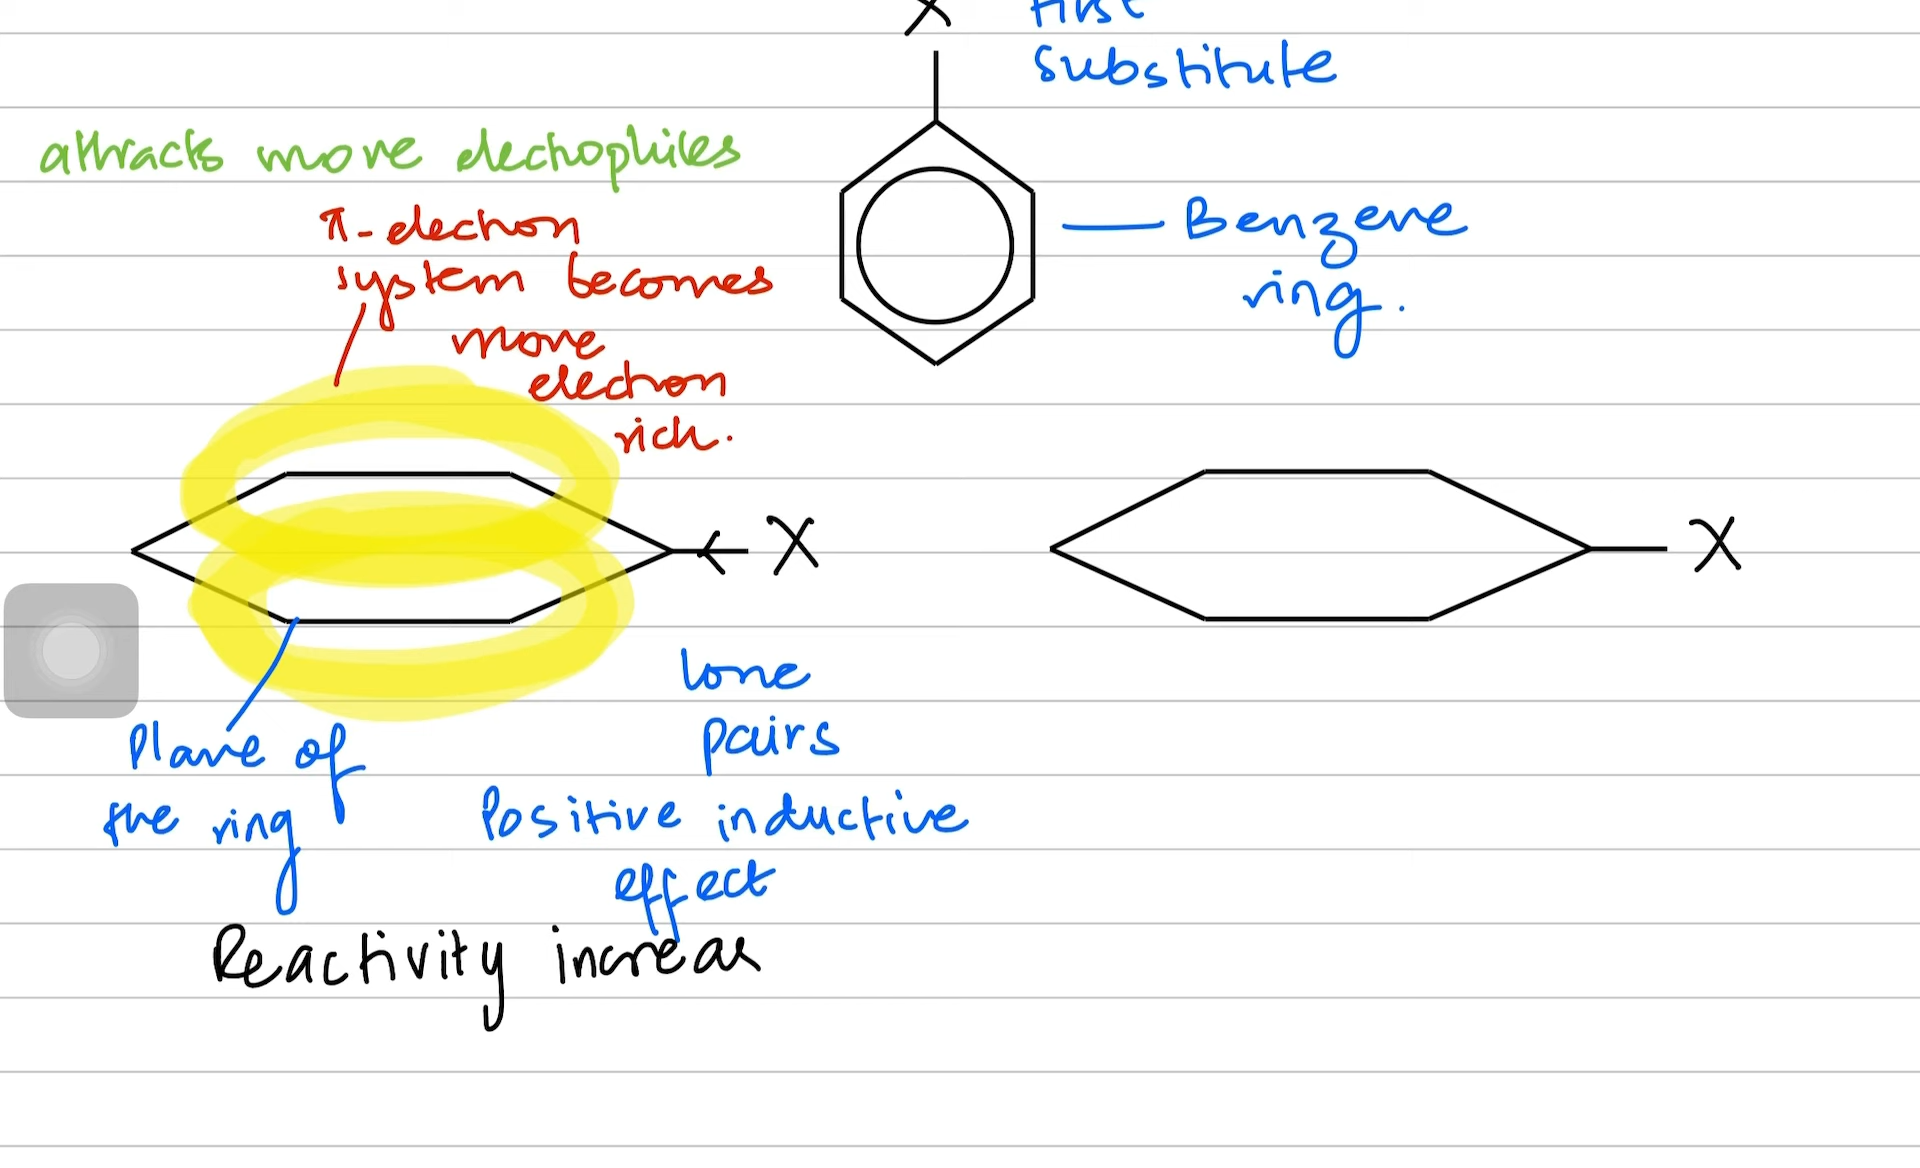 X
First
Substitute
attracts more electrophiles
π-electron
system becomes
more
electron
rich.
Benzene
ring.
X
X
lone
pairs
Plane of
the ring
Positive inductive
effect
Reactivity increas